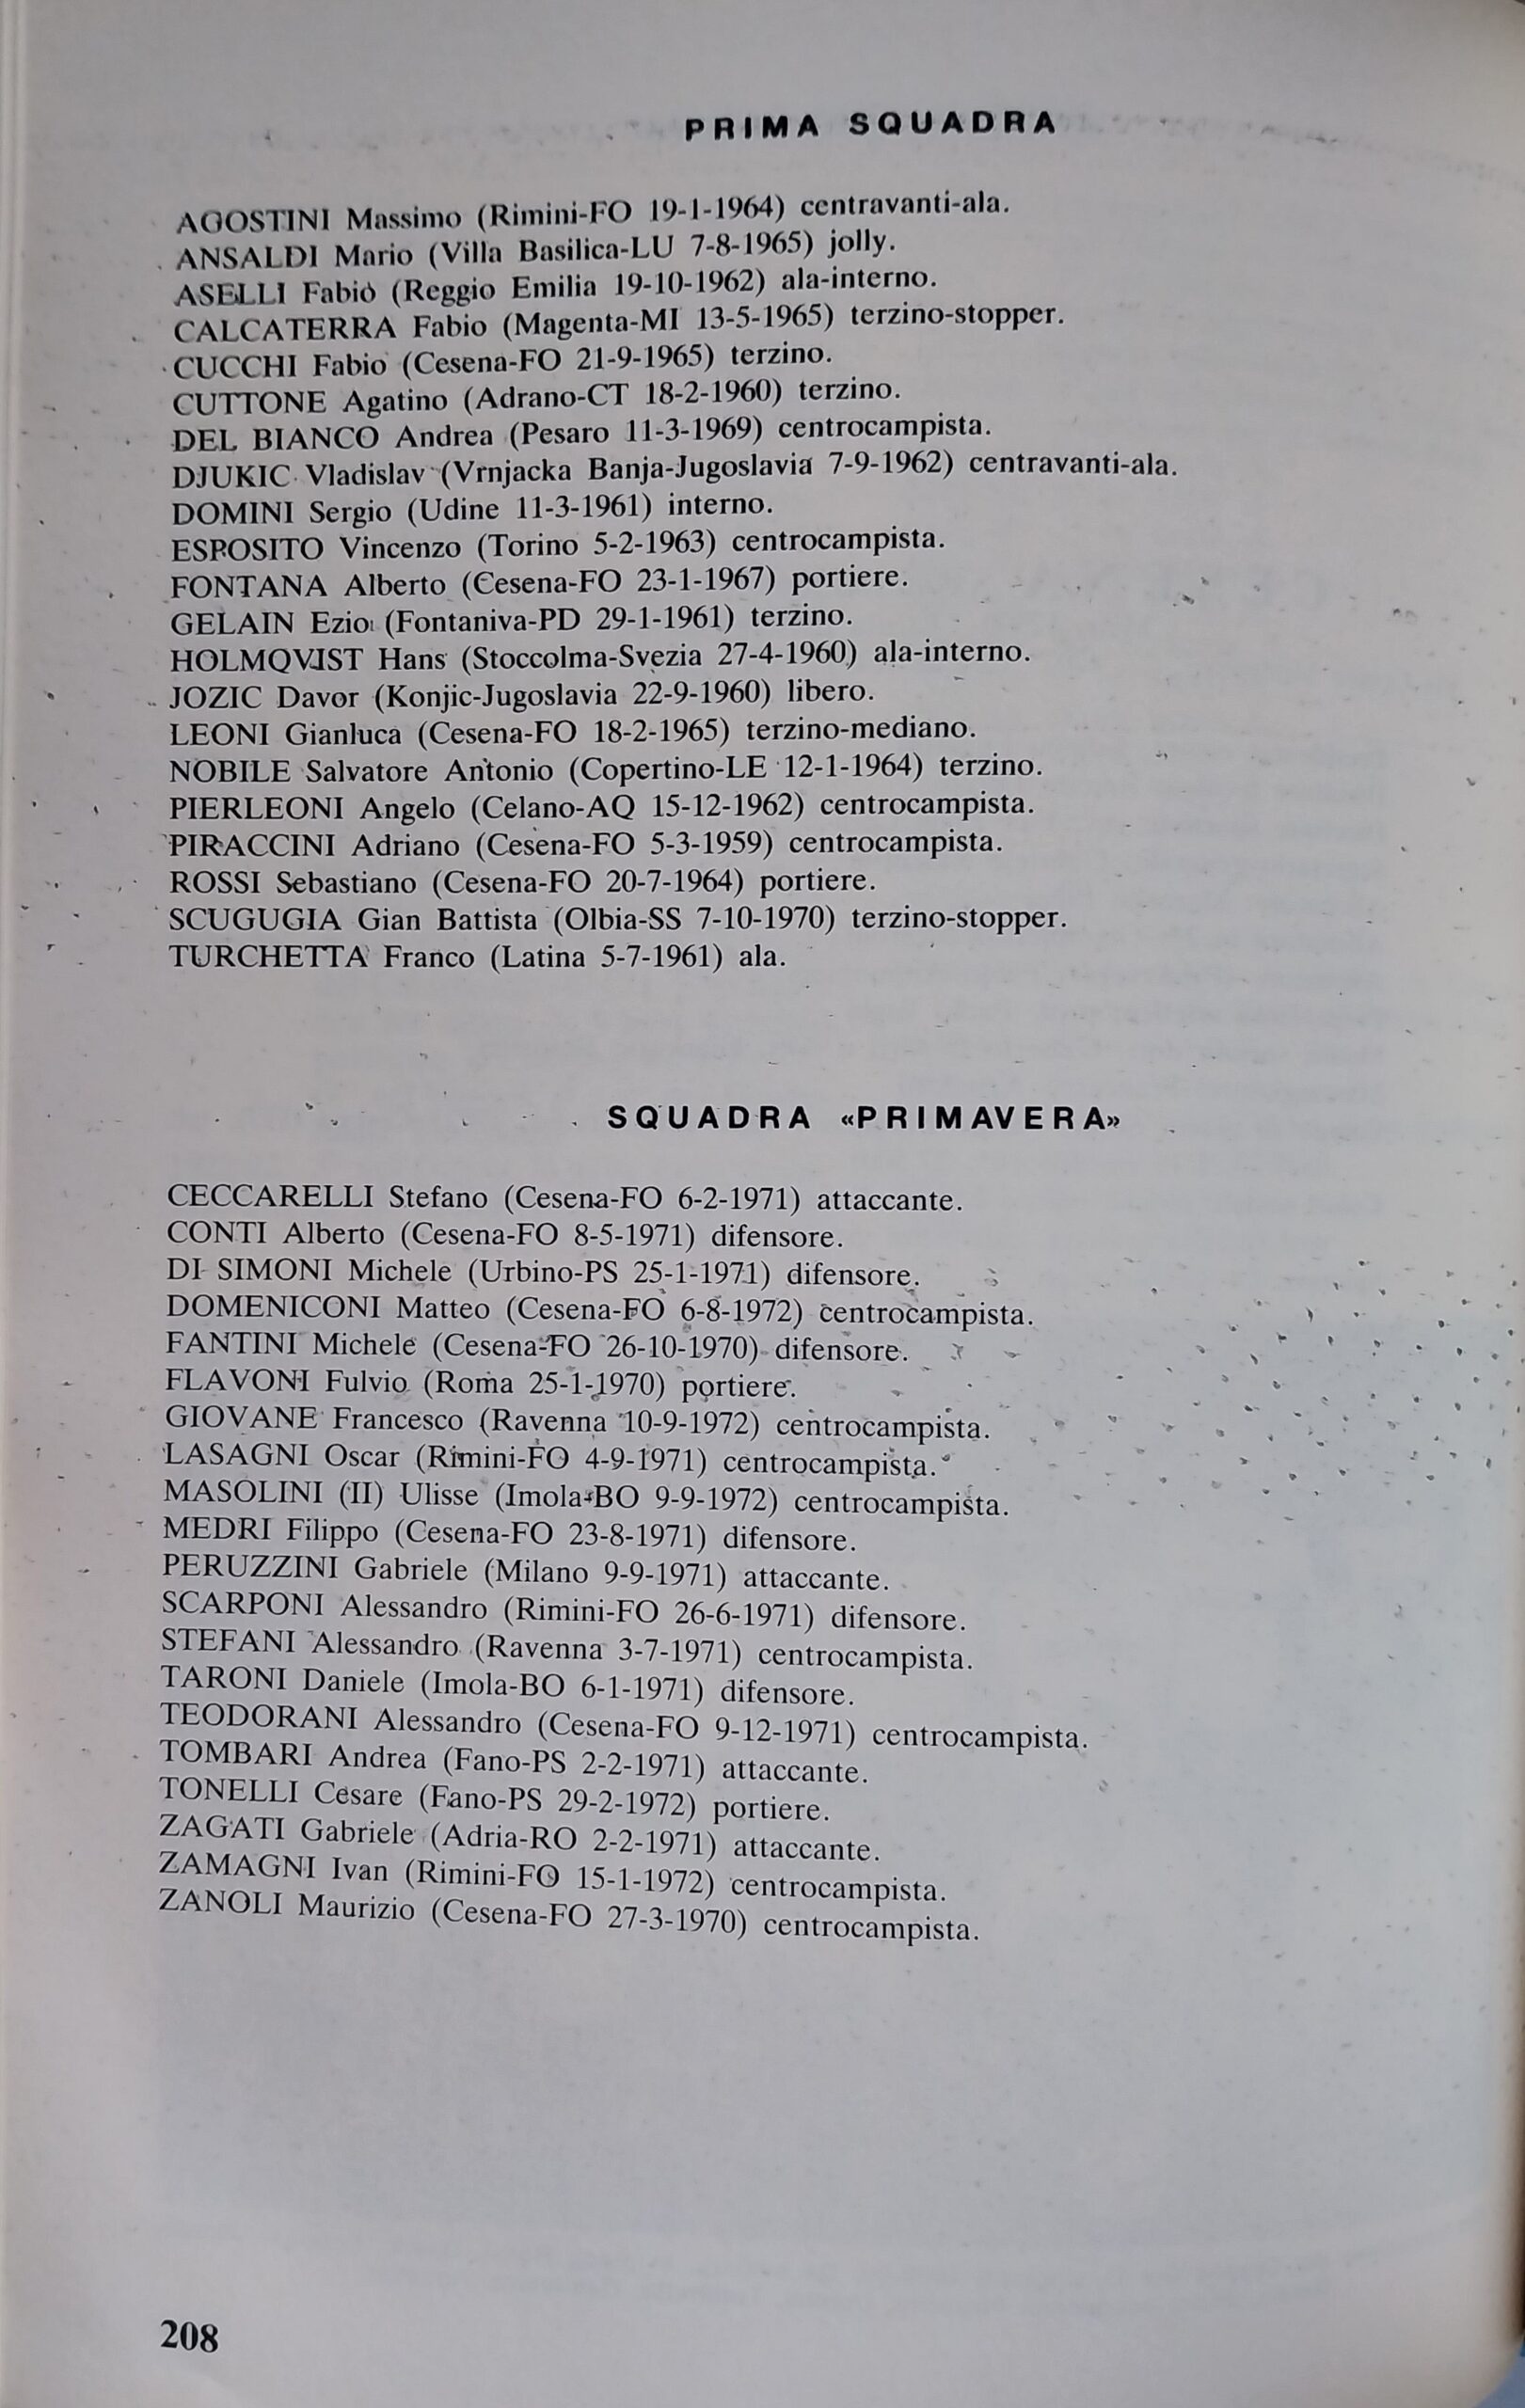 PRIMA SQUADRA
AGOSTINI Massimo (Rimini-FO 19-1-1964) centravanti-ala.
ANSALDI Mario (Villa Basilica-LU 7-8-1965) jolly.
ASELLI Fabio (Reggio Emilia 19-10-1962) ala-interno.
CALCATERRA Fabio (Magenta-MI 13-5-1965) terzino-stopper.
CUCCHI Fabio (Cesena-FO 21-9-1965) terzino.
CUTTONE Agatino (Adrano-CT 18-2-1960) terzino.
DEL BIANCO Andrea (Pesaro 11-3-1969) centrocampista.
DJUKIC Vladislav (Vrnjacka Banja-Jugoslavia 7-9-1962) centravanti-ala.
DOMINI Sergio (Udine 11-3-1961) interno.
ESPOSITO Vincenzo (Torino 5-2-1963) centrocampista.
FONTANA Alberto (Cesena-FO 23-1-1967) portiere.
GELAIN Ezio (Fontaniva-PD 29-1-1961) terzino.
HOLMQVIST Hans (Stoccolma-Svezia 27-4-1960) ala-interno.
JOZIC Davor (Konjic-Jugoslavia 22-9-1960) libero.
LEONI Gianluca (Cesena-FO 18-2-1965) terzino-mediano.
NOBILE Salvatore Antonio (Copertino-LE 12-1-1964) terzino.
PIERLEONI Angelo (Celano-AQ 15-12-1962) centrocampista.
PIRACCINI Adriano (Cesena-FO 5-3-1959) centrocampista.
ROSSI Sebastiano (Cesena-FO 20-7-1964) portiere.
SCUGUGIA Gian Battista (Olbia-SS 7-10-1970) terzino-stopper.
TURCHETTA Franco (Latina 5-7-1961) ala.
SQUADRA «PRIMAVERA»
CECCARELLI Stefano (Cesena-FO 6-2-1971) attaccante.
CONTI Alberto (Cesena-FO 8-5-1971) difensore.
DI SIMONI Michele (Urbino-PS 25-1-1971) difensore.
DOMENICONI Matteo (Cesena-FO 6-8-1972) centrocampista.
FANTINI Michele (Cesena-FO 26-10-1970) difensore.
FLAVONI Fulvio (Roma 25-1-1970) portiere.
GIOVANE Francesco (Ravenna 10-9-1972) centrocampista.
LASAGNI Oscar (Rimini-FO 4-9-1971) centrocampista.
MASOLINI (II) Ulisse (Imola-BO 9-9-1972) centrocampista.
MEDRI Filippo (Cesena-FO 23-8-1971) difensore.
PERUZZINI Gabriele (Milano 9-9-1971) attaccante.
SCARPONI Alessandro (Rimini-FO 26-6-1971) difensore.
STEFANI Alessandro (Ravenna 3-7-1971) centrocampista.
TARONI Daniele (Imola-BO 6-1-1971) difensore.
TEODORANI Alessandro (Cesena-FO 9-12-1971) centrocampista.
TOMBARI Andrea (Fano-PS 2-2-1971) attaccante.
TONELLI Cesare (Fano-PS 29-2-1972) portiere.
ZAGATI Gabriele (Adria-RO 2-2-1971) attaccante.
ZAMAGNI Ivan (Rimini-FO 15-1-1972) centrocampista.
ZANOLI Maurizio (Cesena-FO 27-3-1970) centrocampista.
208